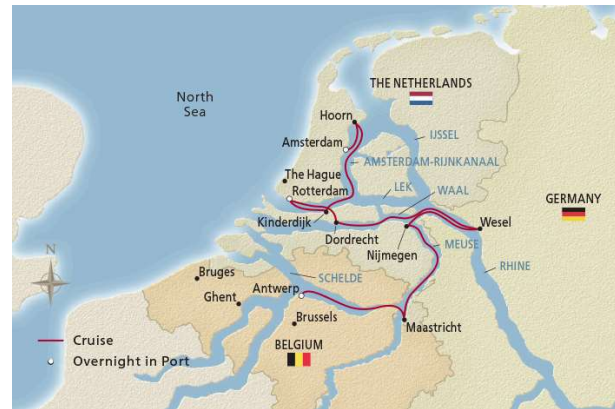 North
Sea
THE NETHERLANDS
Hoorn
Amsterdam
IJSSEL
AMSTERDAM-RIJNKANAAL
The Hague
Rotterdam
LEK
WAAL
GERMANY
Kinderdijk
Dordrecht
Wesel
Nijmegen
MEUSE
RHINE
Bruges
SCHELDE
Antwerp
Ghent
Brussels
Maastricht
BELGIUM
N
Cruise
Overnight in Port